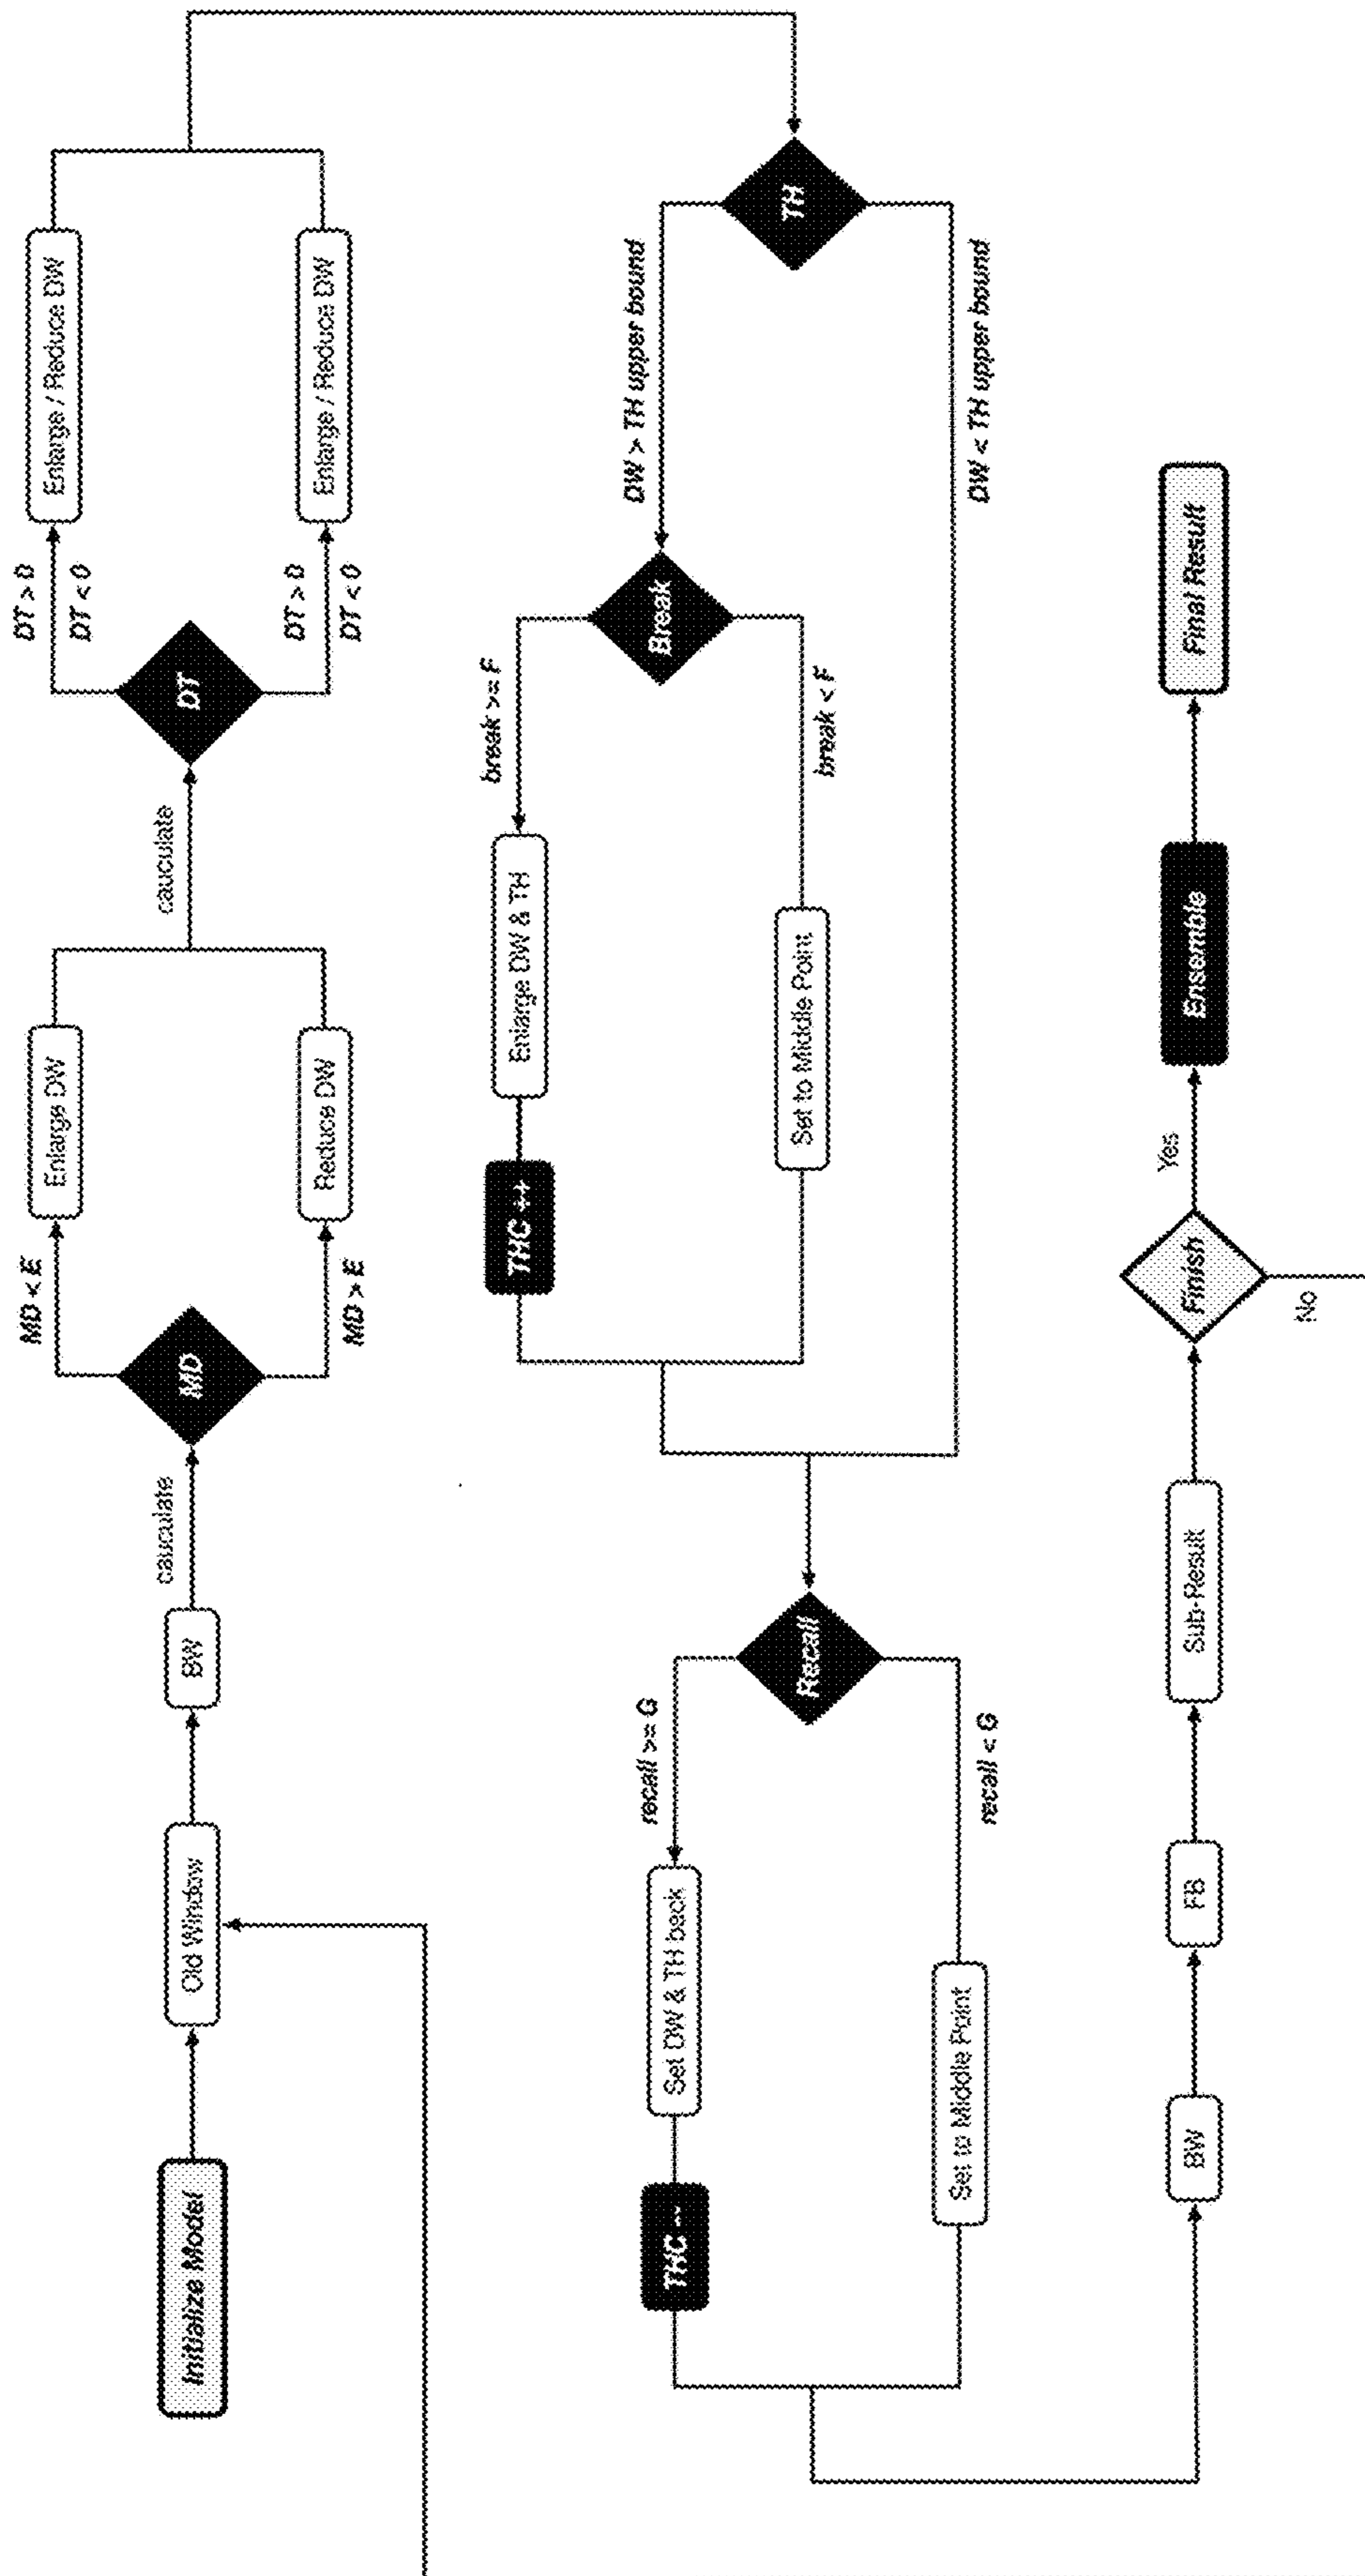 Initialize Model
Old Window
BW
cauculate
MD
MD < E
Enlarge DW
MD > E
Reduce DW
cauculate
DT
DT > 0
DT < 0
Enlarge / Reduce DW
DT > 0
DT < 0
Enlarge / Reduce DW
TH
DW > TH upper bound
DW < TH upper bound
Break
break >= F
Enlarge DW & TH
THC ++
break < F
Set to Middle Point
Recall
recall >= G
Set DW & TH back
THC --
recall < G
Set to Middle Point
BW
FB
Sub-Result
Finish
Yes
No
Ensemble
Final Result